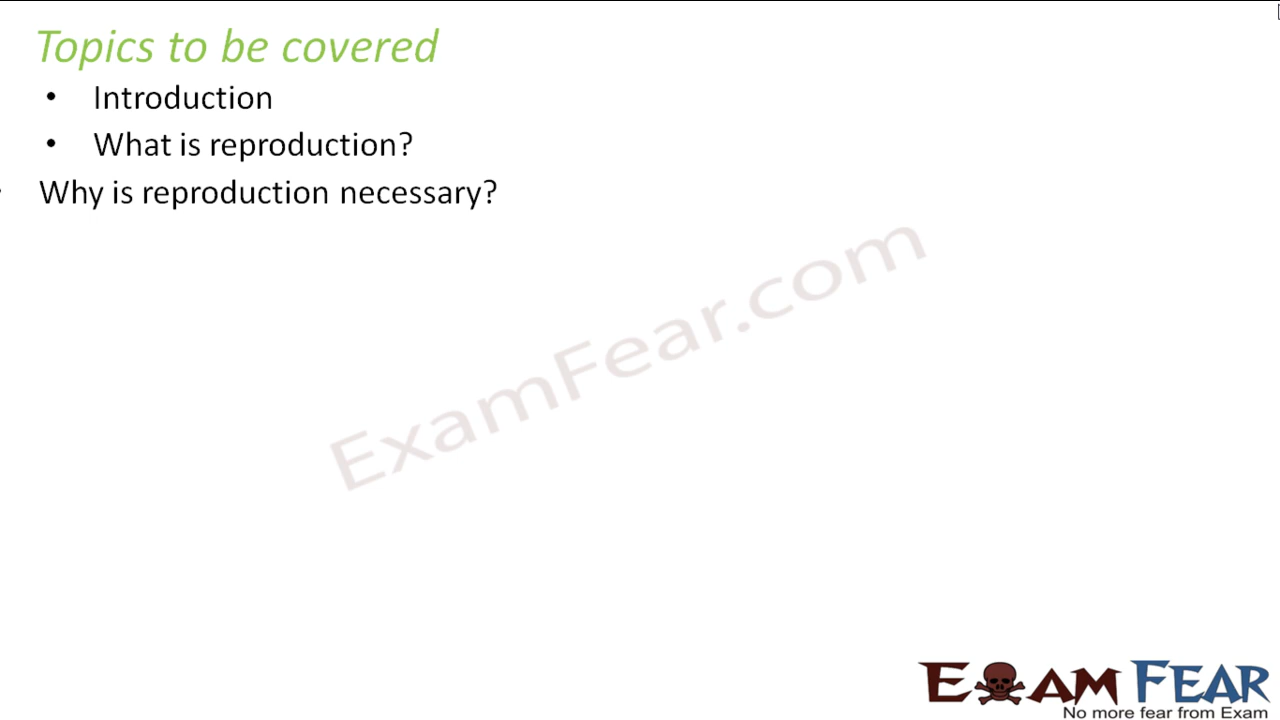 Topics to be covered
• Introduction
• What is reproduction?
• Why is reproduction necessary?
ExamFear.com
EXAM FEAR
No more fear from Exam